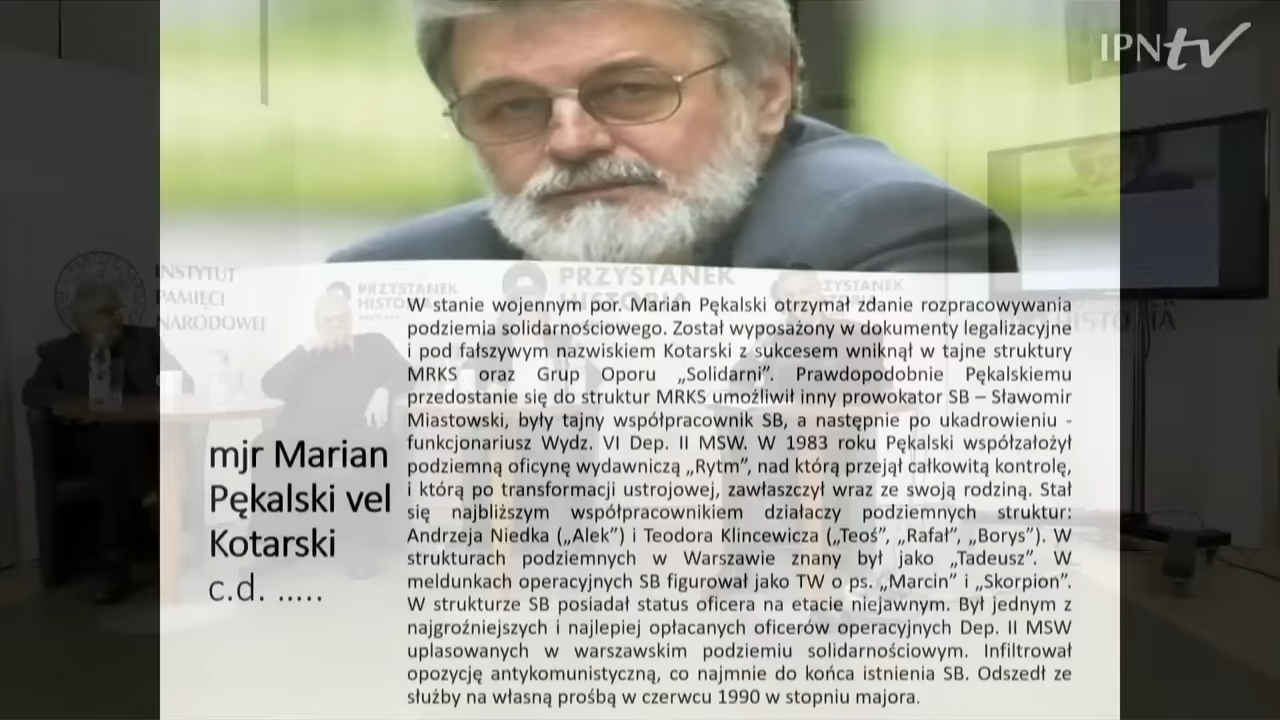 IPNtv
INSTYTUT
PAMIĘCI
NARODOWEJ
PRZYSTANEK
HISTORIA
PRZYSTANEK
HISTORIA
mjr Marian
Pękalski vel
Kotarski
c.d. .....
W stanie wojennym por. Marian Pękalski otrzymał zdanie rozpracowywania
podziemia solidarnościowego. Został wyposażony w dokumenty legalizacyjne
i pod fałszywym nazwiskiem Kotarski z sukcesem wniknął w tajne struktury
MRKS oraz Grup Oporu „Solidarni”. Prawdopodobnie Pękalskiemu
przedostanie się do struktur MRKS umożliwił inny prowokator SB – Sławomir
Miastowski, były tajny współpracownik SB, a następnie po ukadrowieniu -
funkcjonariusz Wydz. VI Dep. II MSW. W 1983 roku Pękalski współzałożył
podziemną oficynę wydawniczą „Rytm”, nad którą przejął całkowitą kontrolę,
i którą po transformacji ustrojowej, zawłaszczył wraz ze swoją rodziną. Stał
się najbliższym współpracownikiem działaczy podziemnych struktur:
Andrzeja Niedka („Alek”) i Teodora Klincewicza („Teoś”, „Rafał”, „Borys”). W
strukturach podziemnych w Warszawie znany był jako „Tadeusz”. W
meldunkach operacyjnych SB figurował jako TW o ps. „Marcin” i „Skorpion”.
W strukturze SB posiadał status oficera na etacie niejawnym. Był jednym z
najgroźniejszych i najlepiej opłacanych oficerów operacyjnych Dep. II MSW
uplasowanych w warszawskim podziemiu solidarnościowym. Infiltrował
opozycję antykomunistyczną, co najmnie do końca istnienia SB. Odszedł ze
służby na własną prośbą w czerwcu 1990 w stopniu majora.